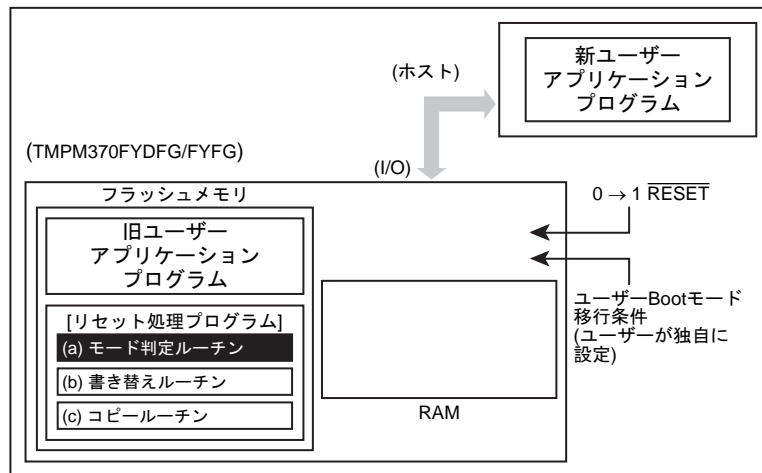 新ユーザー
アプリケーション
プログラム
(ホスト)
(TMPM370FYDFG/FYFG)
(I/O)
フラッシュメモリ
0 → 1 RESET
旧ユーザー
アプリケーション
プログラム
ユーザーBootモード
移行条件
(ユーザーが独自に
設定)
[リセット処理プログラム]
(a) モード判定ルーチン
(b) 書き替えルーチン
(c) コピールーチン
RAM